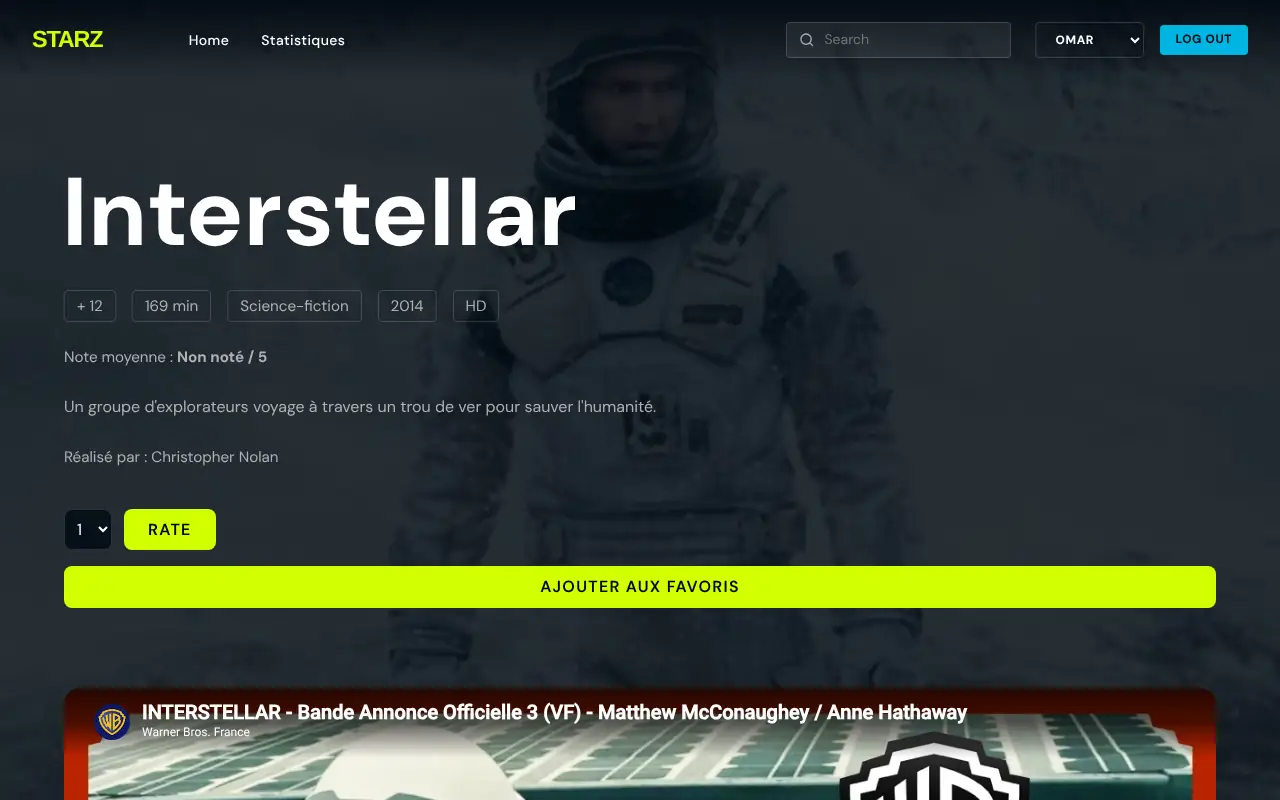 STARZ
Home
Statistiques
Search
OMAR
LOG OUT
Interstellar
+ 12
169 min
Science-fiction
2014
HD
Note moyenne : Non noté / 5
Un groupe d'explorateurs voyage à travers un trou de ver pour sauver l'humanité.
Réalisé par : Christopher Nolan
1
RATE
AJOUTER AUX FAVORIS
INTERSTELLAR - Bande Annonce Officielle 3 (VF) - Matthew McConaughey / Anne Hathaway
Warner Bros. France